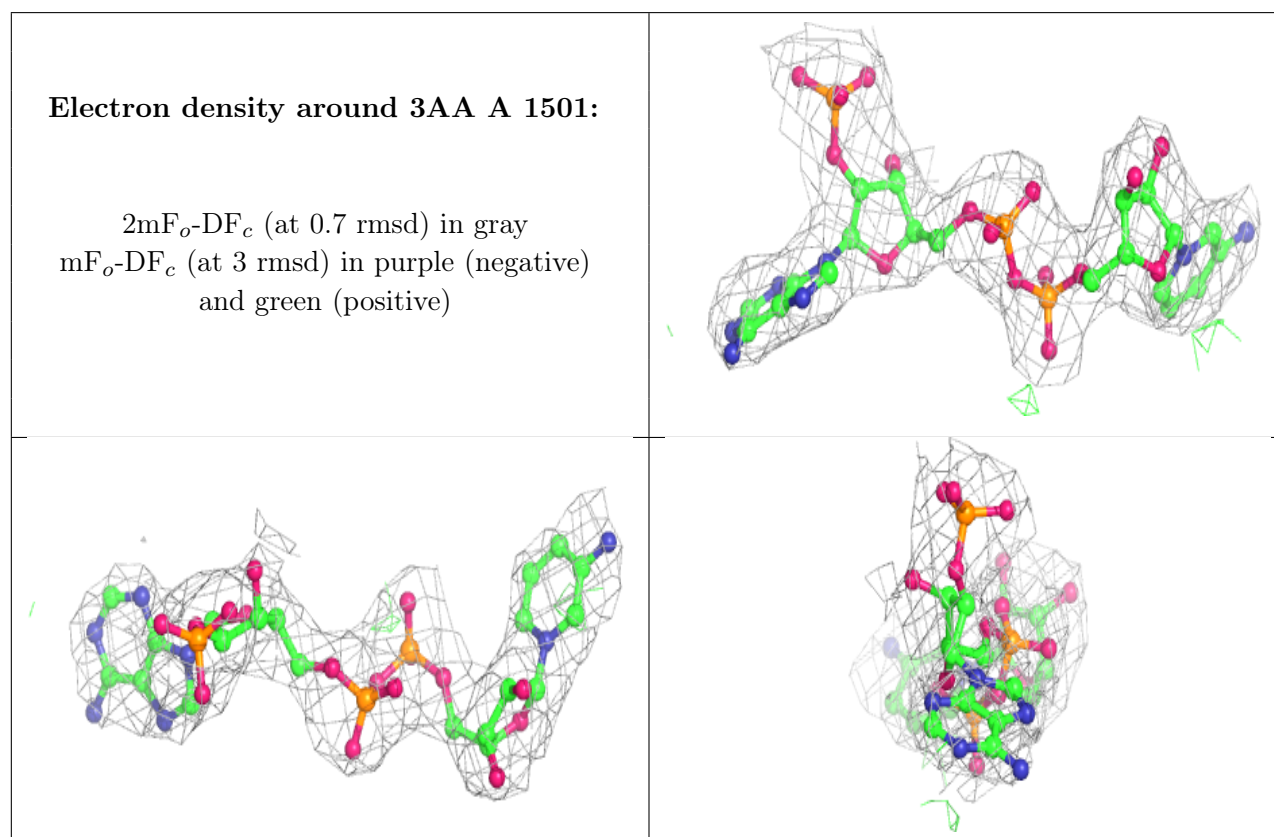 Electron density around 3AA A 1501:
2mFₒ-DF𝒸 (at 0.7 rmsd) in gray
mFₒ-DF𝒸 (at 3 rmsd) in purple (negative)
and green (positive)